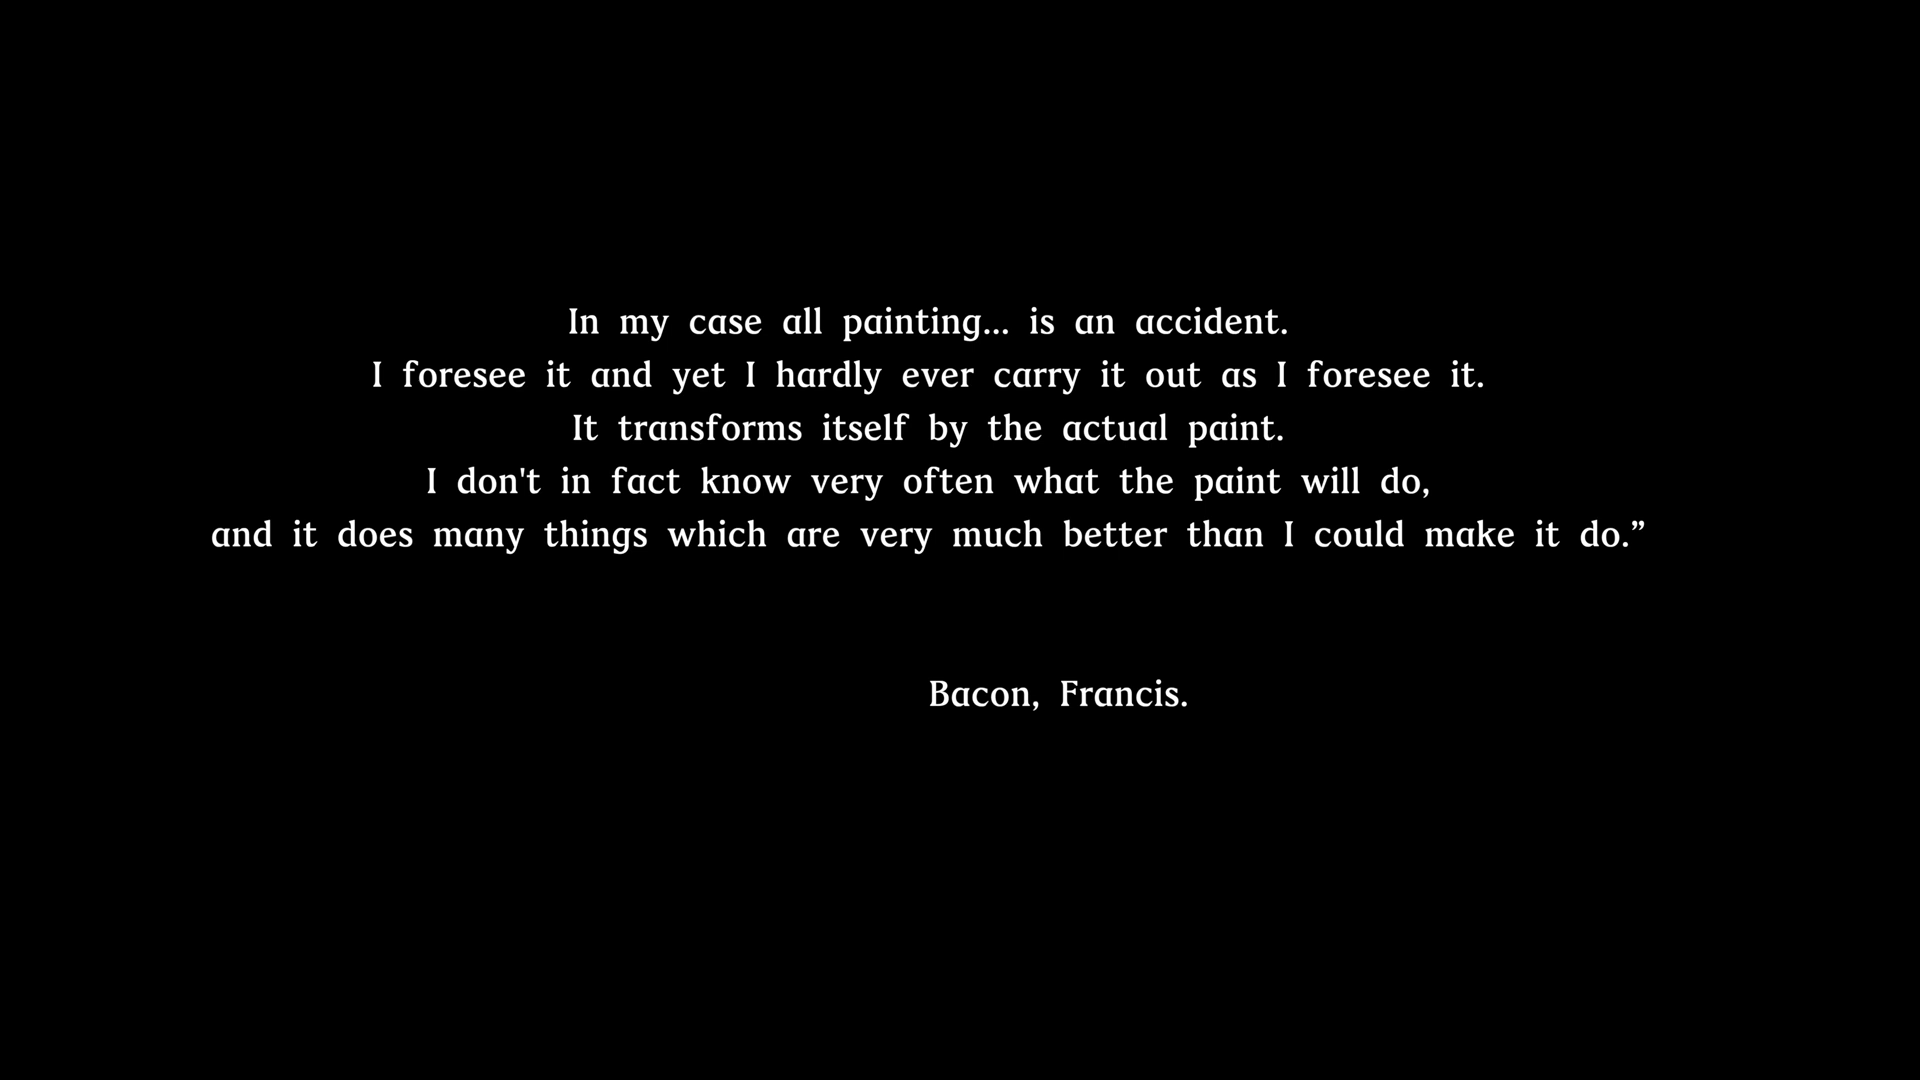 In my case all painting... is an accident.
I foresee it and yet I hardly ever carry it out as I foresee it.
It transforms itself by the actual paint.
I don't in fact know very often what the paint will do,
and it does many things which are very much better than I could make it do.”
Bacon, Francis.